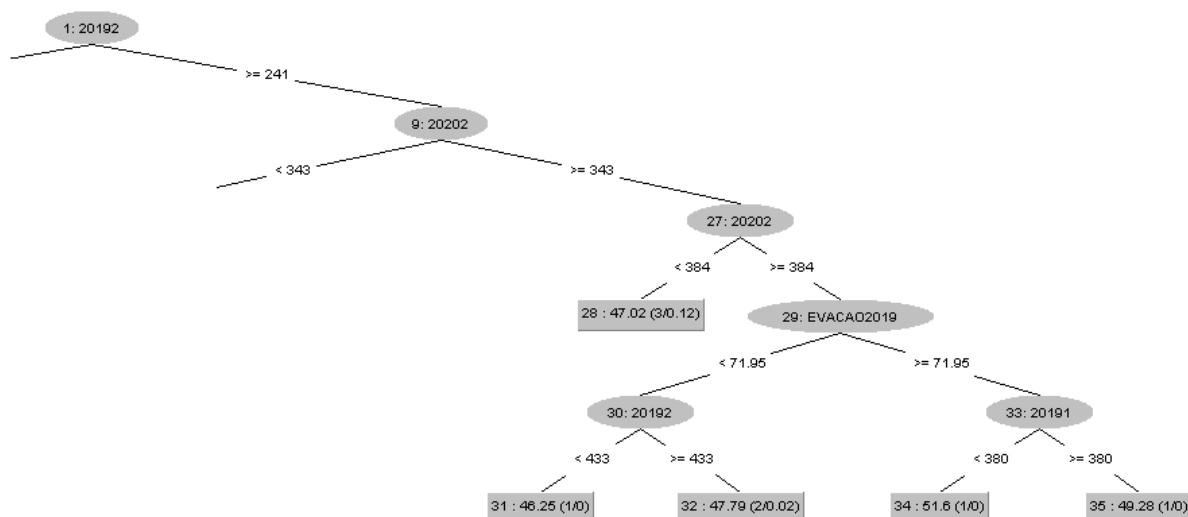 1: 20192
>= 241
9: 20202
< 343
>= 343
27: 20202
< 384
>= 384
28 : 47.02 (3/0.12)
29: EVACAO2019
< 71.95
>= 71.95
30: 20192
33: 20191
< 433
>= 433
< 380
>= 380
31 : 46.25 (1/0)
32 : 47.79 (2/0.02)
34 : 51.6 (1/0)
35 : 49.28 (1/0)